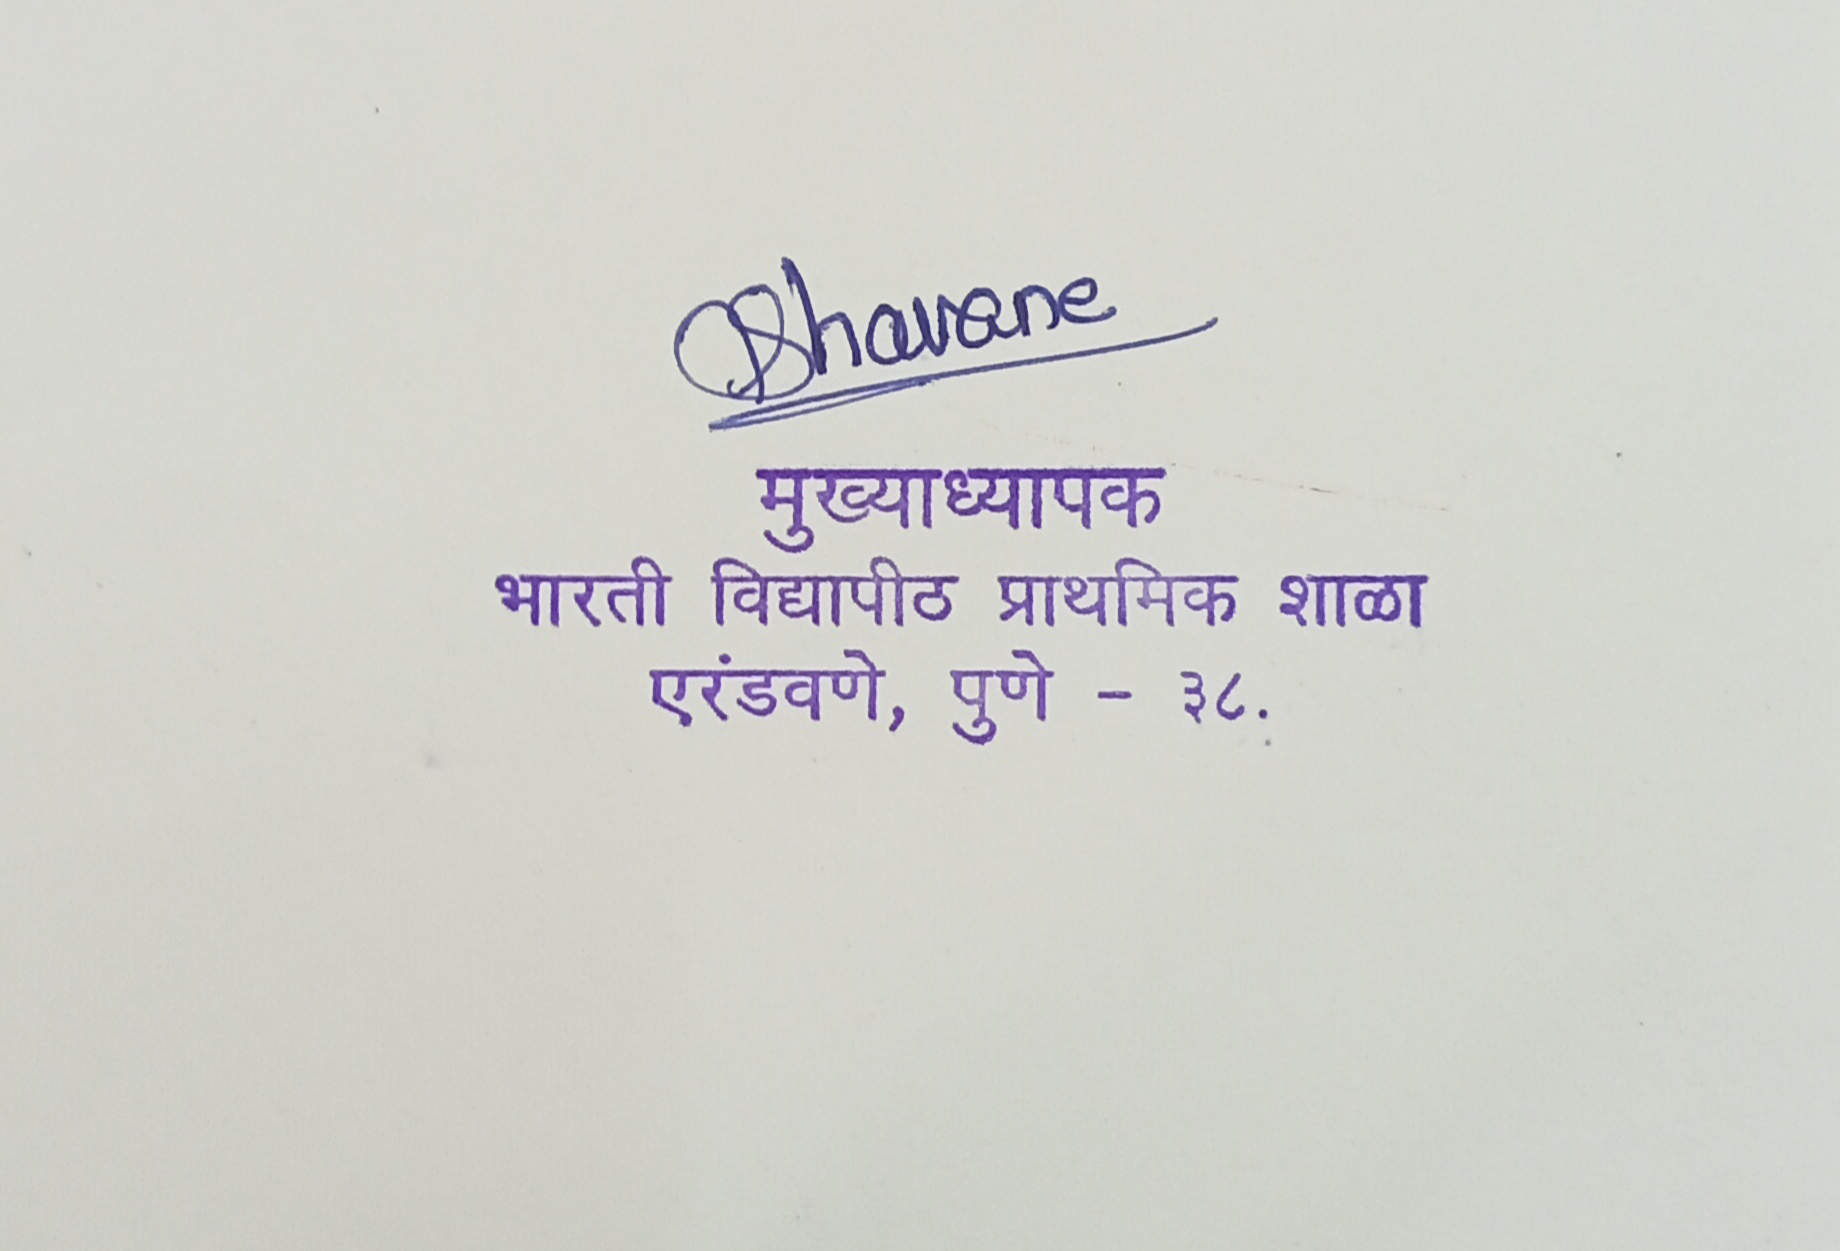 Bhavane
मुख्याध्यापक
भारती विद्यापीठ प्राथमिक शाळा
एरंडवणे, पुणे - ३८.